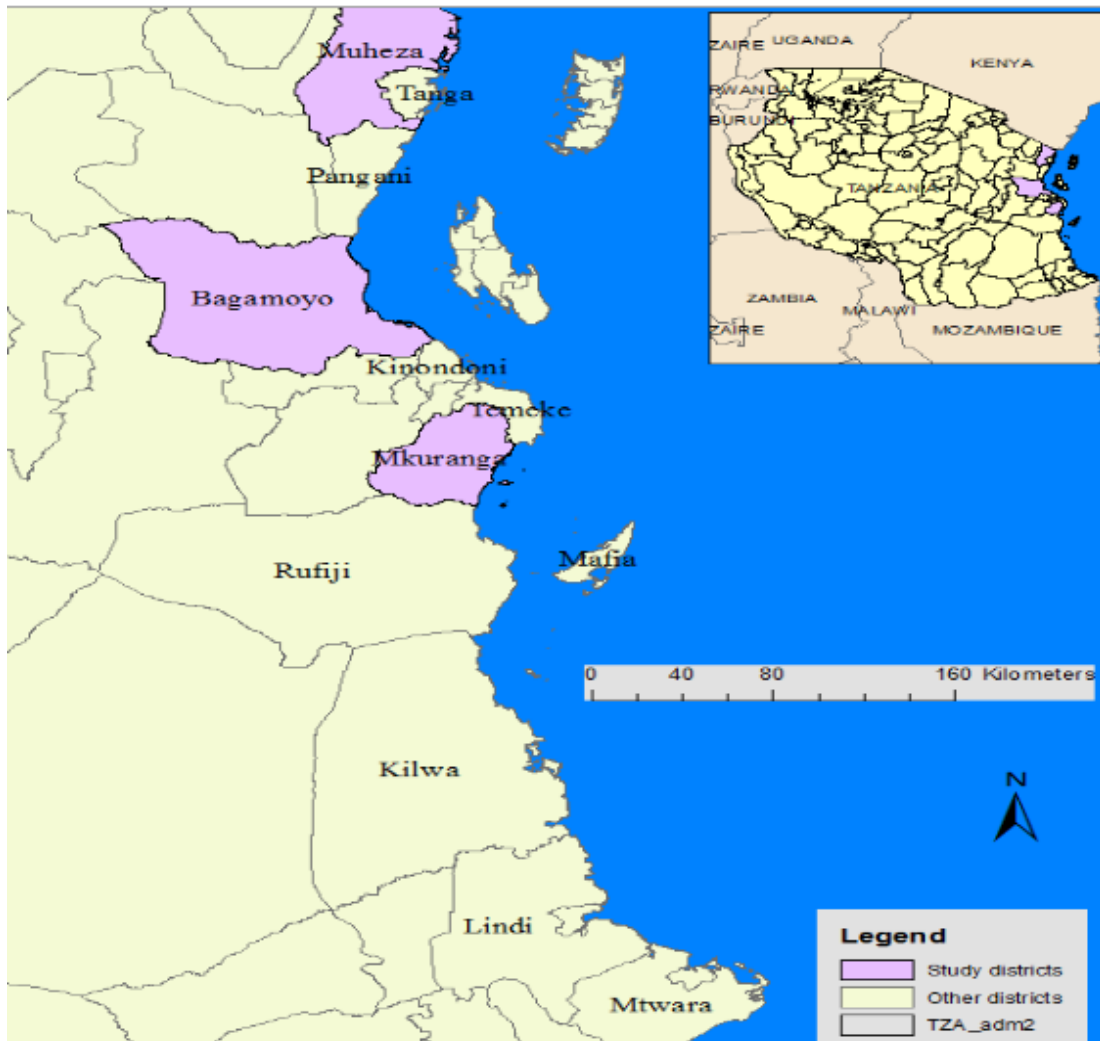 Muheza
Tanga
Pangani
Bagamoyo
Kinondoni
Temeke
Mkuranga
Rufiji
Mafia
Kilwa
Lindi
Mtwara
ZAIRE
UGANDA
KENYA
RWANDA
BURUNDI
TANZANIA
ZAMBIA
MALAWI
ZAIRE
MOZAMBIQUE
0 40 80 160 Kilometers
N
Legend
Study districts
Other districts
TZA_adm2